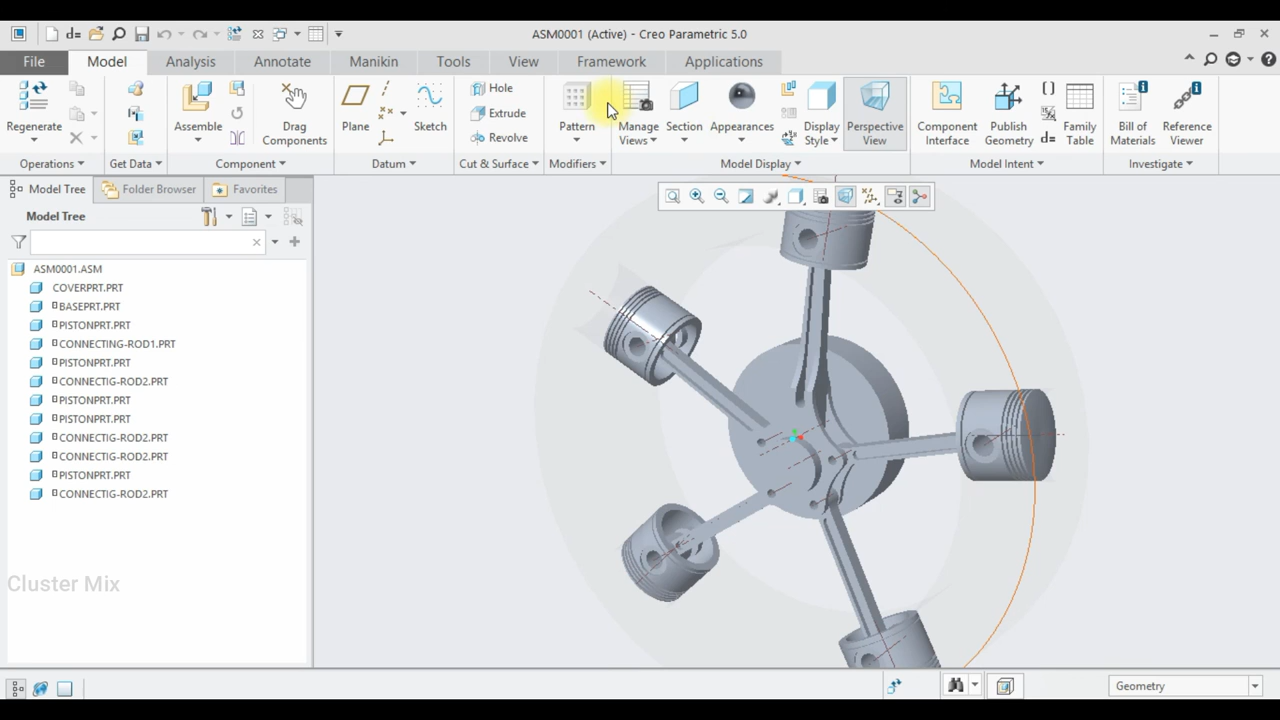 ASM0001 (Active) - Creo Parametric 5.0
File Model Analysis Annotate Manikin Tools View Framework Applications
Regenerate
Assemble
Drag
Components
Plane
Sketch
Hole
Extrude
Revolve
Pattern
Manage
Views
Section
Appearances
Display
Style
Perspective
View
Component
Interface
Publish
Geometry
d=
Family
Table
Bill of
Materials
Reference
Viewer
Operations Get Data Component Datum Cut & Surface Modifiers Model Display Model Intent Investigate
Model Tree Folder Browser Favorites
Model Tree
ASM0001.ASM
COVERPRT.PRT
BASEPRT.PRT
PISTONPRT.PRT
CONNECTING-ROD1.PRT
PISTONPRT.PRT
CONNECTIG-ROD2.PRT
PISTONPRT.PRT
PISTONPRT.PRT
CONNECTIG-ROD2.PRT
CONNECTIG-ROD2.PRT
PISTONPRT.PRT
CONNECTIG-ROD2.PRT
Cluster Mix
Geometry